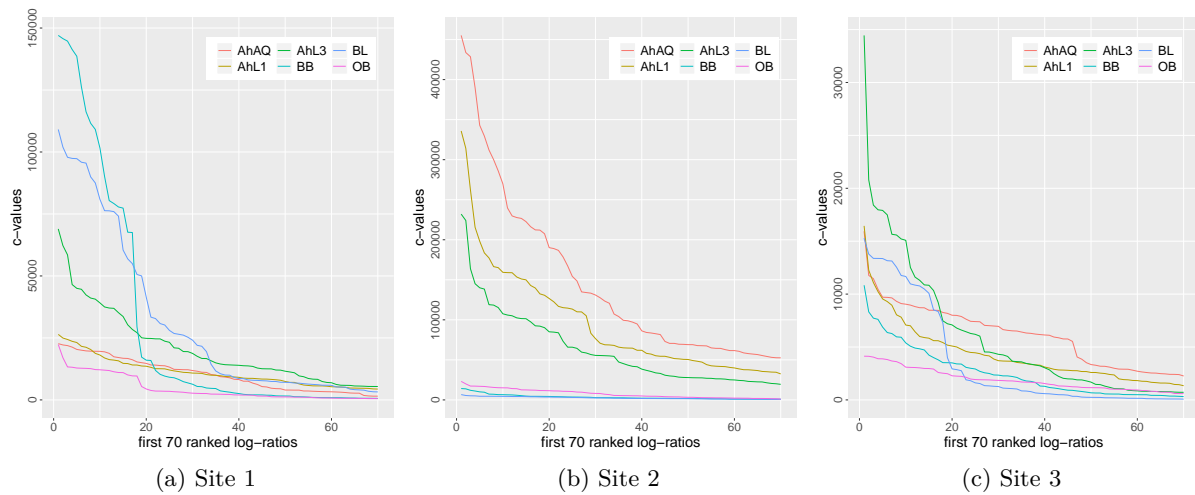 150000
100000
50000
0
c−values
AhAQ
AhL3
BL
AhL1
BB
OB
0
20
40
60
first 70 ranked log−ratios
(a) Site 1
400000
300000
200000
100000
0
c−values
AhAQ
AhL3
BL
AhL1
BB
OB
0
20
40
60
first 70 ranked log−ratios
(b) Site 2
30000
20000
10000
0
c−values
AhAQ
AhL3
BL
AhL1
BB
OB
0
20
40
60
first 70 ranked log−ratios
(c) Site 3